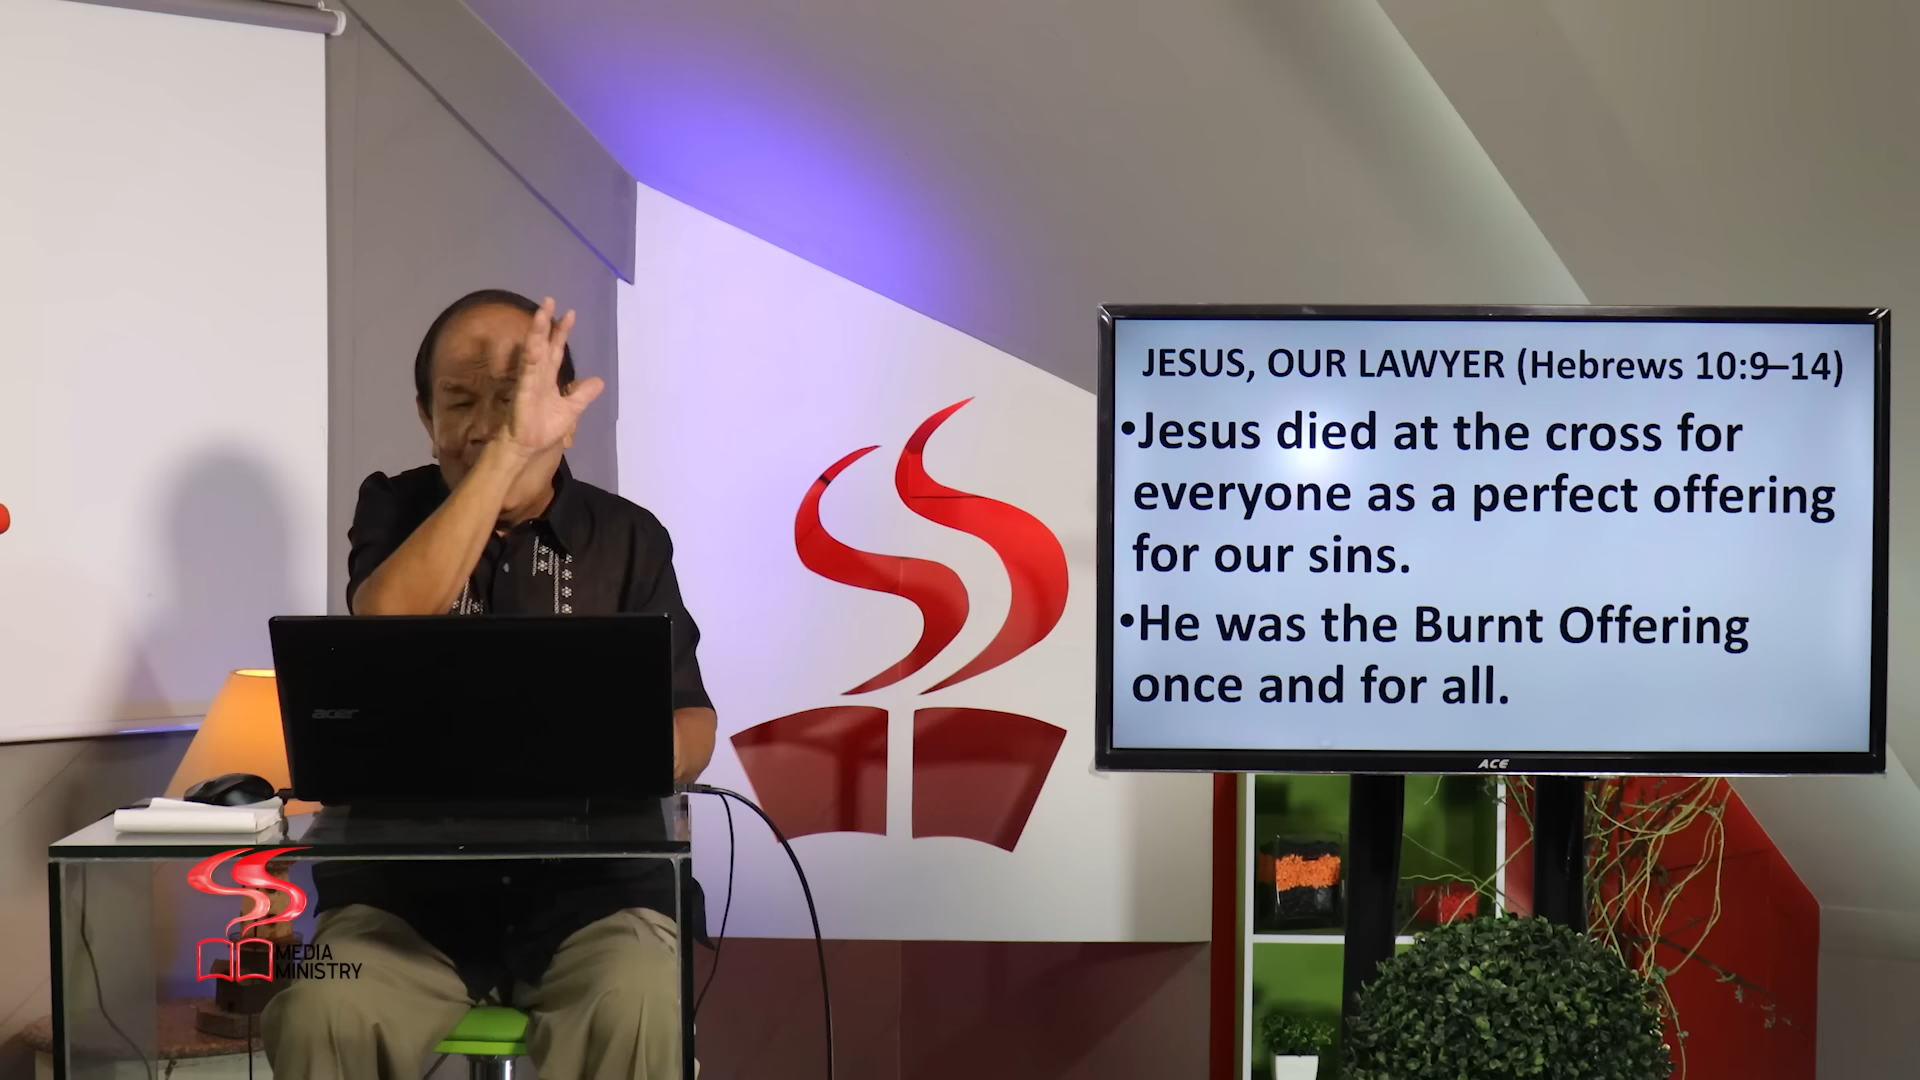 JESUS, OUR LAWYER (Hebrews 10:9–14)
•Jesus died at the cross for
everyone as a perfect offering
for our sins.
•He was the Burnt Offering
once and for all.
ACE
acer
MEDIA
MINISTRY